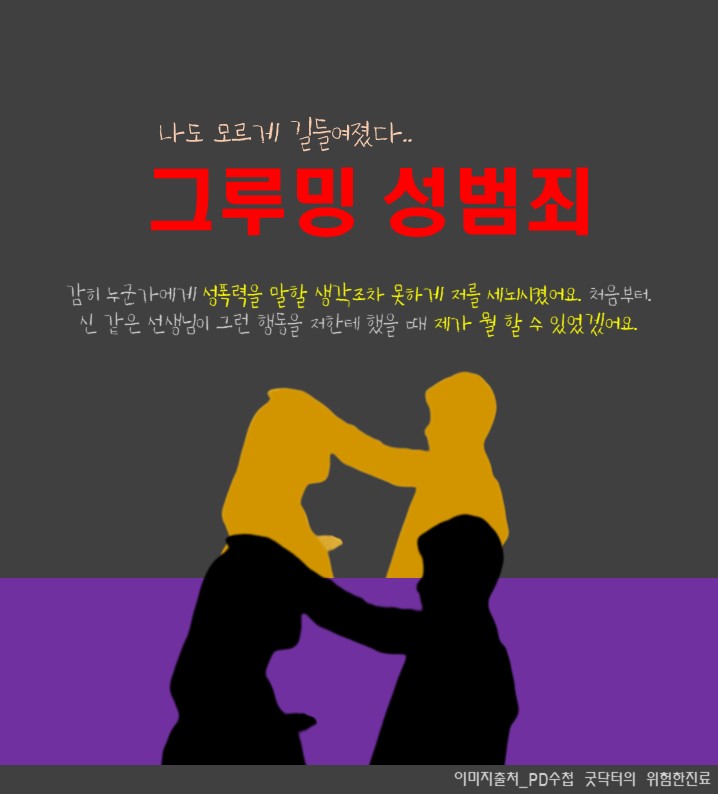 나도 모르게 길들여졌다..
그루밍 성범죄
감히 누군가에게 성폭력을 말할 생각조차 못하게 저를 세뇌시켰어요. 처음부터.
신 같은 선생님이 그런 행동을 저한테 했을 때 제가 뭘 할 수 있었겠어요.
이미지출처_PD수첩 굿닥터의 위험한진료